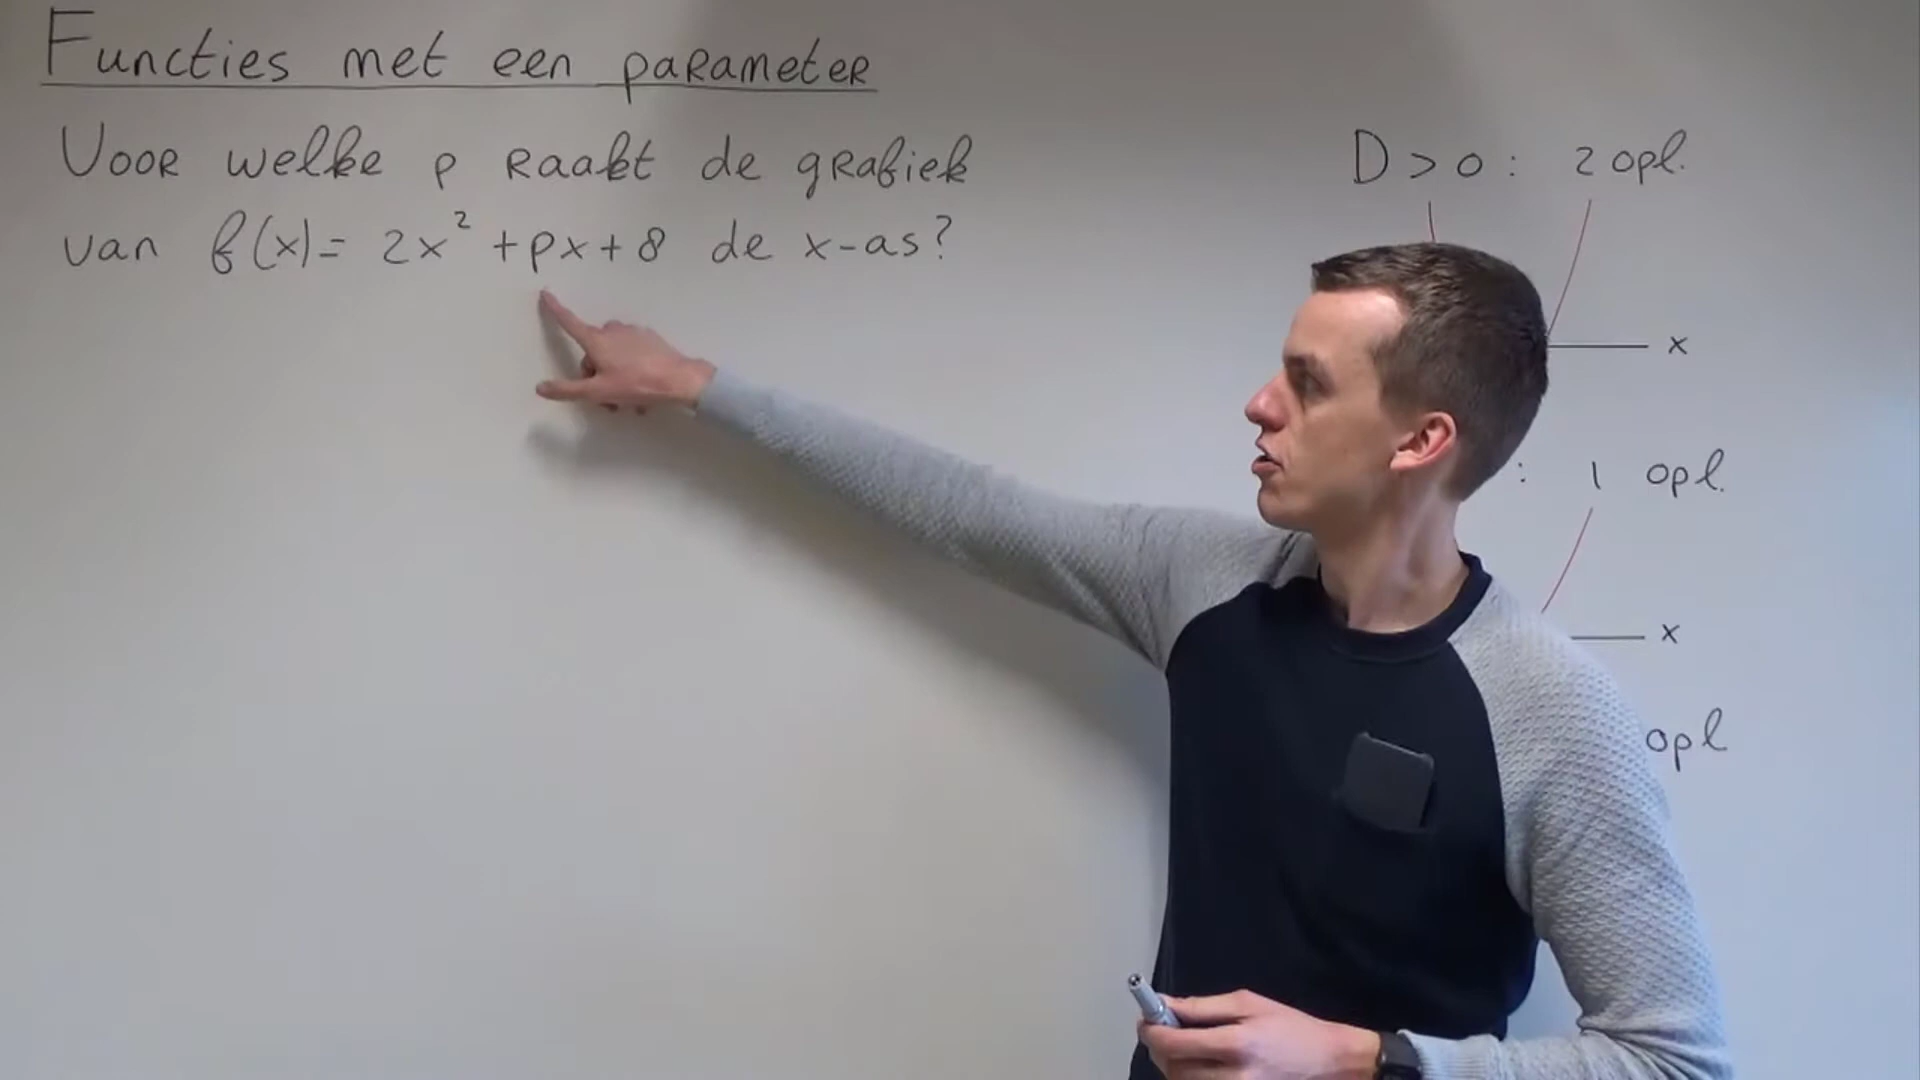 Functies met een parameter
Voor welke p raakt de grafiek
van f(x)= 2x² +px+8 de x-as?
D>0: 2 opl.
x
: 1 opl.
x
opl